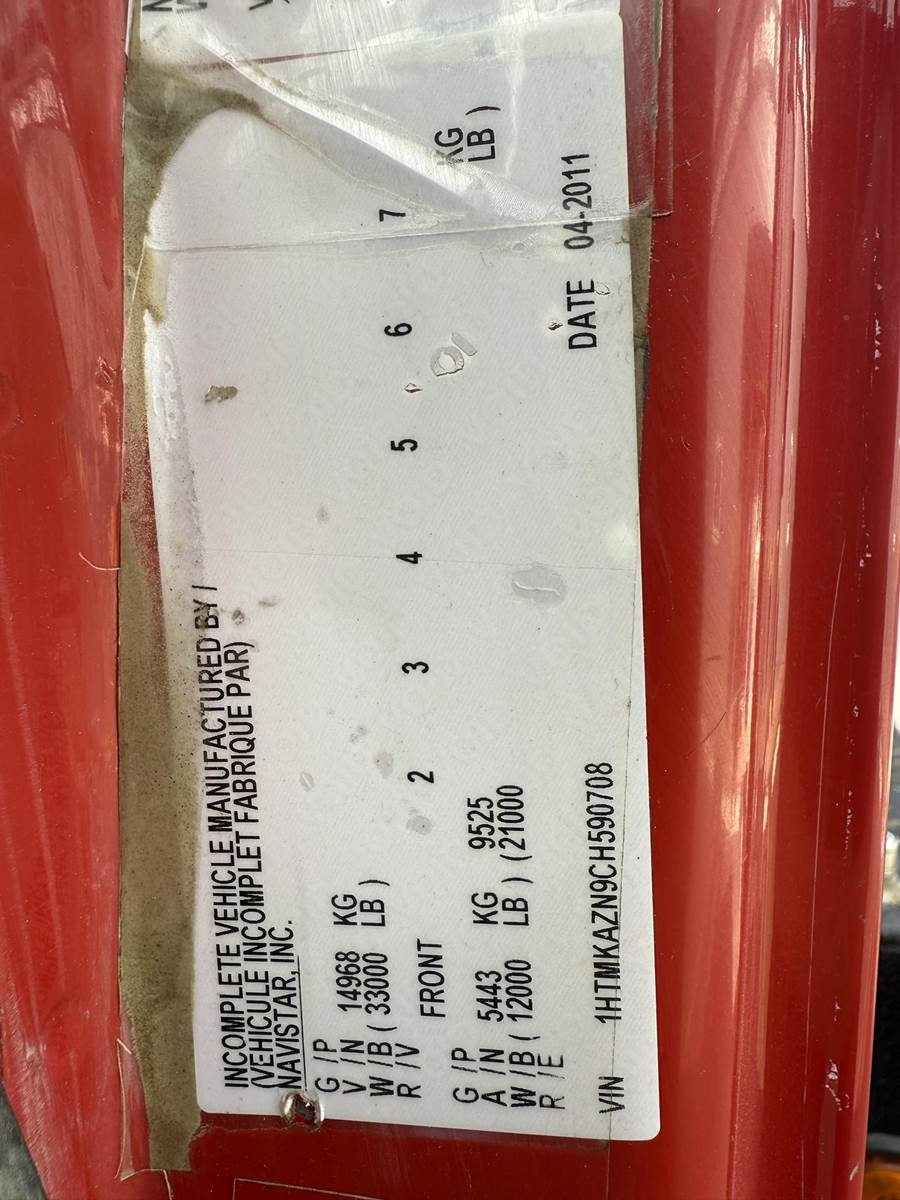 INCOMPLETE VEHICLE MANUFACTURED BY /
(VEHICULE INCOMPLET FABRIQUE PAR)
NAVISTAR, INC.
G /P
V /N 14968 KG
W /B ( 33000 LB )
R /V
FRONT 2 3 4 5 6 7
G /P
A /N 5443 KG 9525 KG
W /B ( 12000 LB ) ( 21000 LB )
R /E
DATE 04-2011
VIN 1HTMKAZN9CH590708